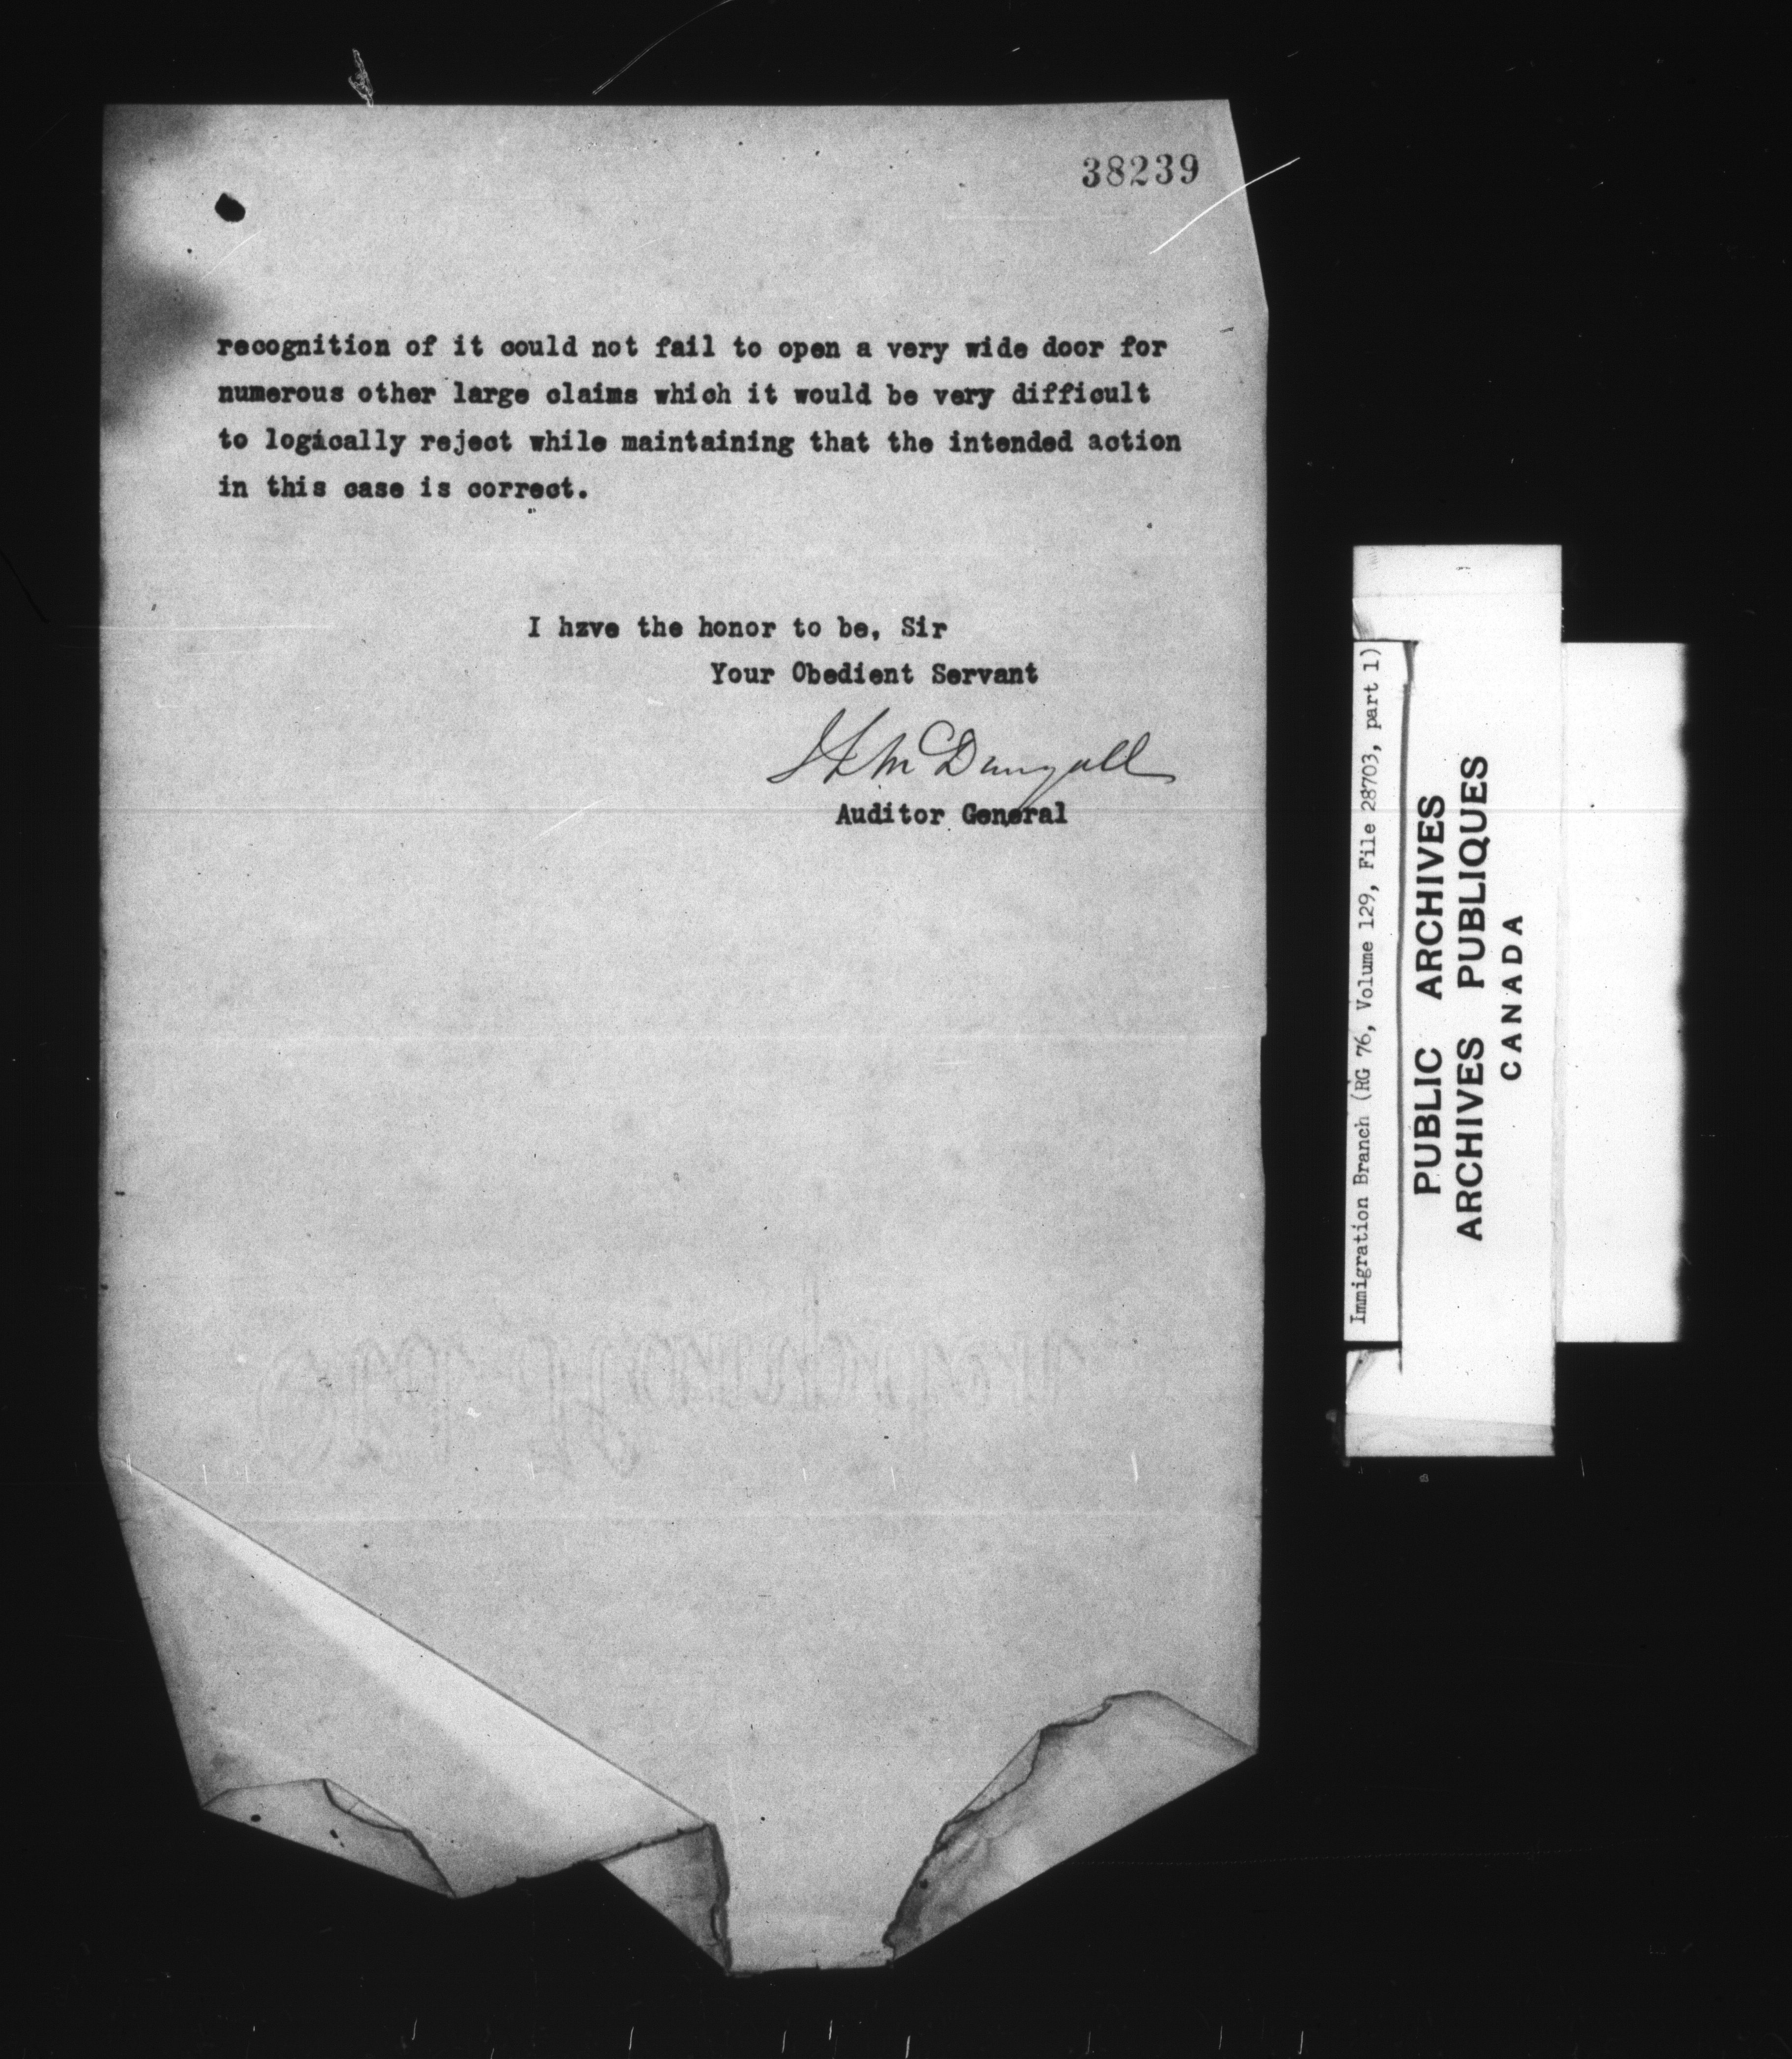 38239
recognition of it could not fail to open a very wide door for
numerous other large claims which it would be very difficult
to logically reject while maintaining that the intended action
in this case is correct.
I hzve the honor to be, Sir
Your Obedient Servant
McDougall
Auditor General
Immigration Branch (RG 76, Volume 129, File 28703, part 1)
PUBLIC ARCHIVES
ARCHIVES PUBLIQUES
CANADA